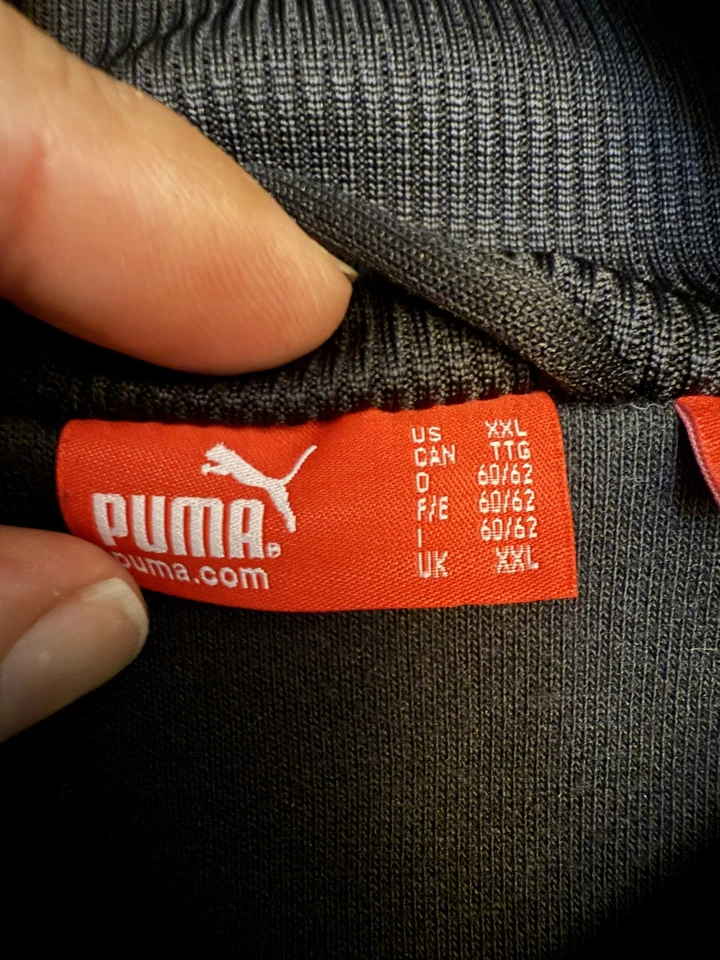 PUMA®
puma.com
US XXL
CAN TTG
D 60/62
F/E 60/62
I 60/62
UK XXL